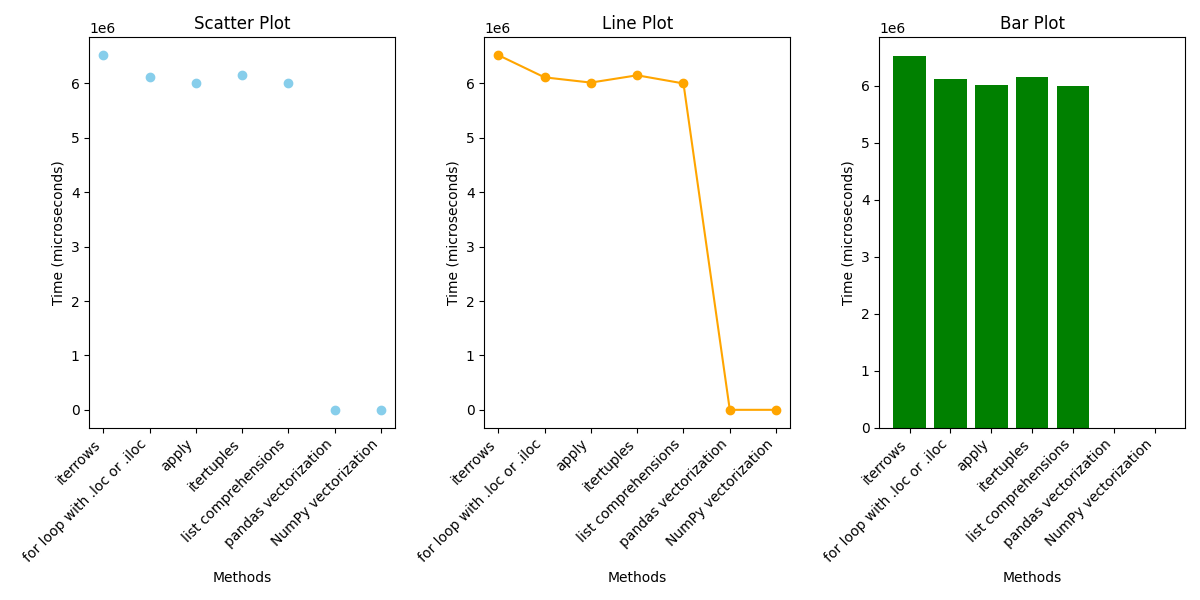 Scatter Plot
1e6
6
5
4
3
2
1
0
Time (microseconds)
iterrows
for loop with .loc or .iloc
apply
itertuples
list comprehensions
pandas vectorization
NumPy vectorization
Methods
Line Plot
1e6
6
5
4
3
2
1
0
Time (microseconds)
iterrows
for loop with .loc or .iloc
apply
itertuples
list comprehensions
pandas vectorization
NumPy vectorization
Methods
Bar Plot
1e6
6
5
4
3
2
1
0
Time (microseconds)
iterrows
for loop with .loc or .iloc
apply
itertuples
list comprehensions
pandas vectorization
NumPy vectorization
Methods